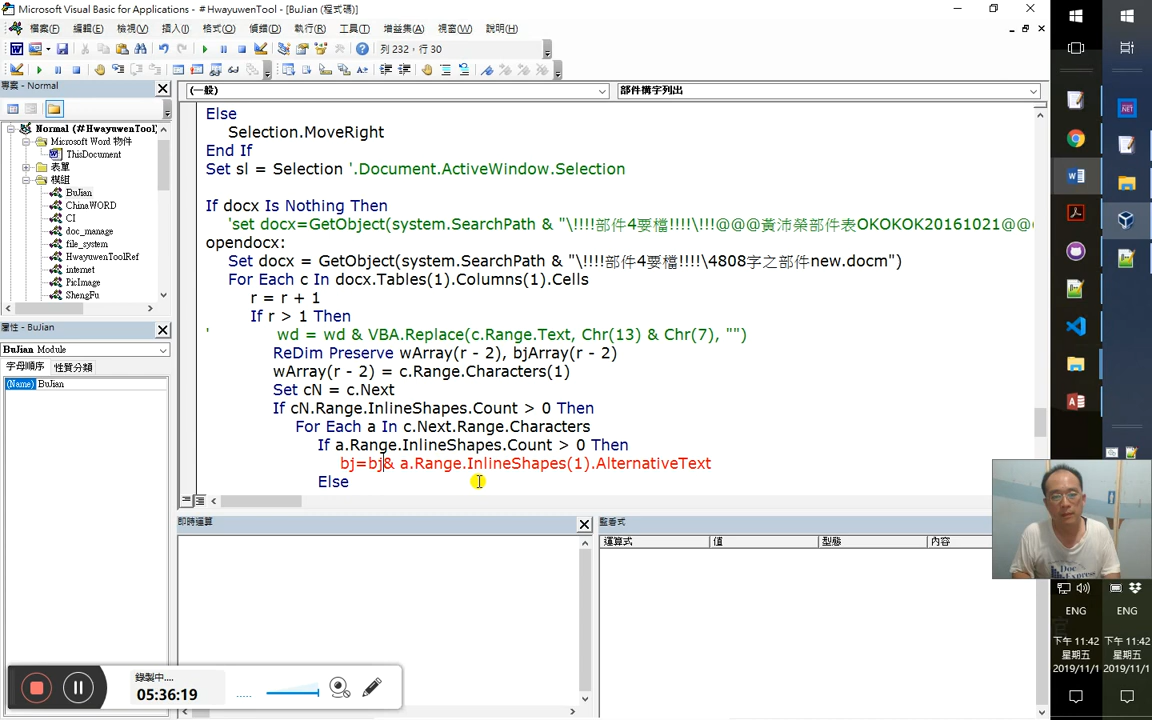 Microsoft Visual Basic for Applications - #HwayuwenTool - [BuJian (程式碼)]
檔案(F) 編輯(E) 檢視(V) 插入(I) 格式(O) 偵錯(D) 執行(R) 工具(T) 增益集(A) 視窗(W) 說明(H)
列 232，行 30
專案 - Normal
Normal (#HwayuwenTool)
Microsoft Word 物件
ThisDocument
表單
模組
BuJian
ChinaWORD
CI
doc_manage
file_system
HwayuwenToolRef
internet
PicImage
ShengFu
屬性 - BuJian
BuJian Module
字母順序 性質分類
(Name) BuJian
(一般) 部件構字列出
Else
Selection.MoveRight
End If
Set sl = Selection '.Document.ActiveWindow.Selection
If docx Is Nothing Then
'set docx=GetObject(system.SearchPath & "\!!!!部件4要檔!!!!\!!!@@@黃沛榮部件表OKOKOK20161021@@
opendocx:
Set docx = GetObject(system.SearchPath & "\!!!!部件4要檔!!!!\4808字之部件new.docm")
For Each c In docx.Tables(1).Columns(1).Cells
r = r + 1
If r > 1 Then
' wd = wd & VBA.Replace(c.Range.Text, Chr(13) & Chr(7), "")
ReDim Preserve wArray(r - 2), bjArray(r - 2)
wArray(r - 2) = c.Range.Characters(1)
Set cN = c.Next
If cN.Range.InlineShapes.Count > 0 Then
For Each a In c.Next.Range.Characters
If a.Range.InlineShapes.Count > 0 Then
bj=bj& a.Range.InlineShapes(1).AlternativeText
Else
即時運算
監看式
運算式 值 型態 內容
錄製中....
05:36:19
ENG ENG
下午 11:42 下午 11:42
星期五 星期五
2019/11/1 2019/11/1